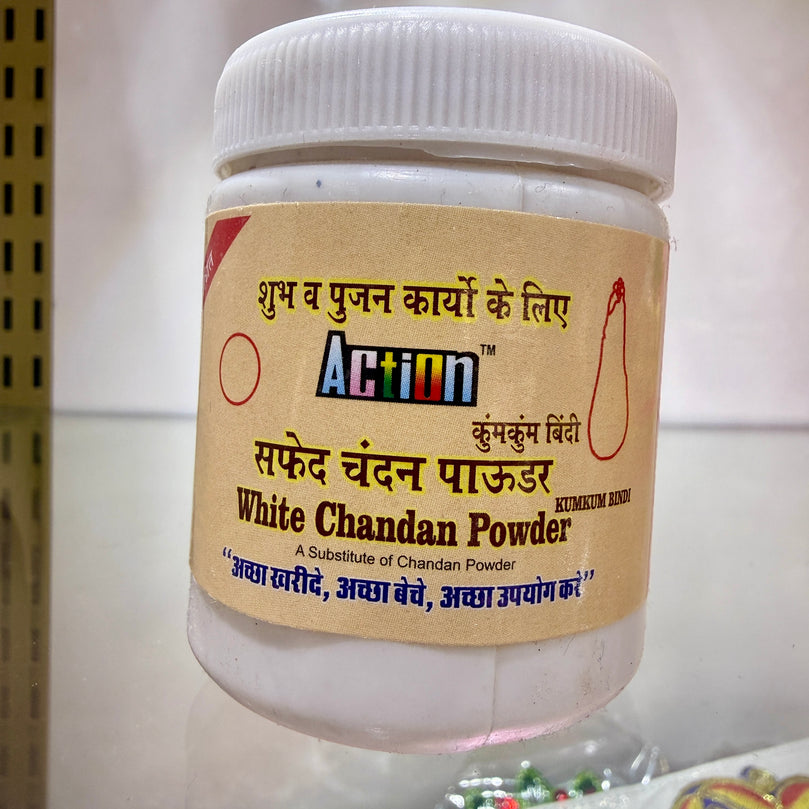 शुभ व पुजन कार्यो के लिए
Action™
कुंमकुंम बिंदी
सफेद चंदन पाऊडर
KUMKUM BINDI
White Chandan Powder
A Substitute of Chandan Powder
“अच्छा खरीदे, अच्छा बेचे, अच्छा उपयोग करे”